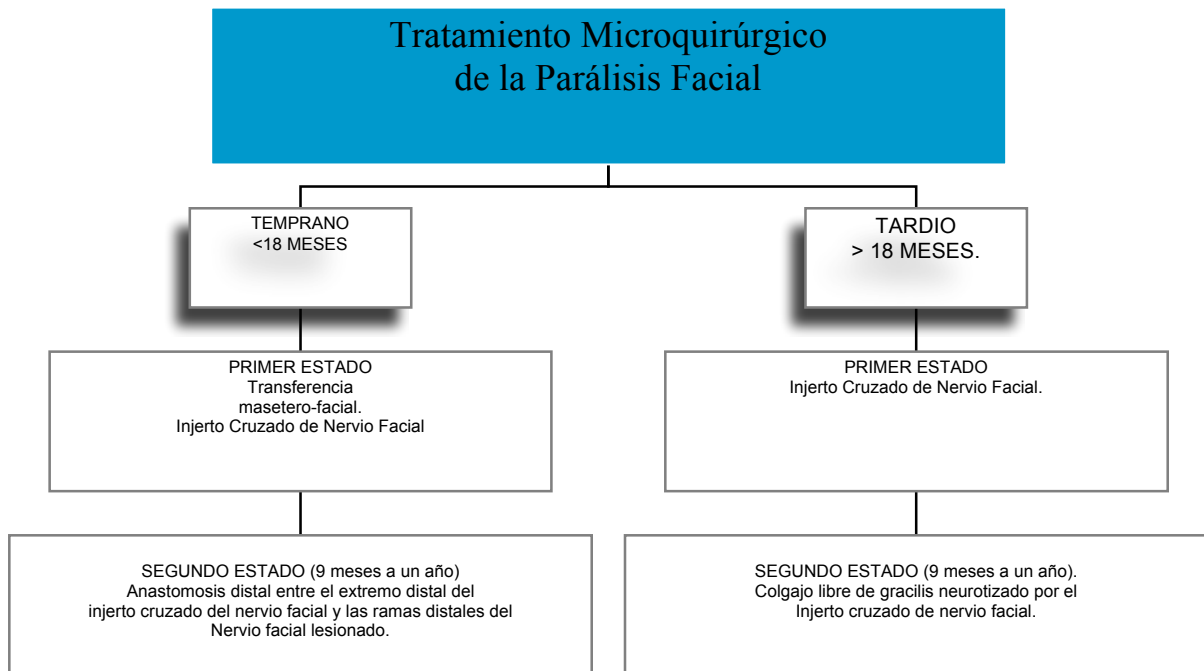 Tratamiento Microquirúrgico
de la Parálisis Facial
TEMPRANO
<18 MESES
TARDIO
> 18 MESES.
PRIMER ESTADO
Transferencia
masetero-facial.
Injerto Cruzado de Nervio Facial
PRIMER ESTADO
Injerto Cruzado de Nervio Facial.
SEGUNDO ESTADO (9 meses a un año)
Anastomosis distal entre el extremo distal del
injerto cruzado del nervio facial y las ramas distales del
Nervio facial lesionado.
SEGUNDO ESTADO (9 meses a un año).
Colgajo libre de gracilis neurotizado por el
Injerto cruzado de nervio facial.